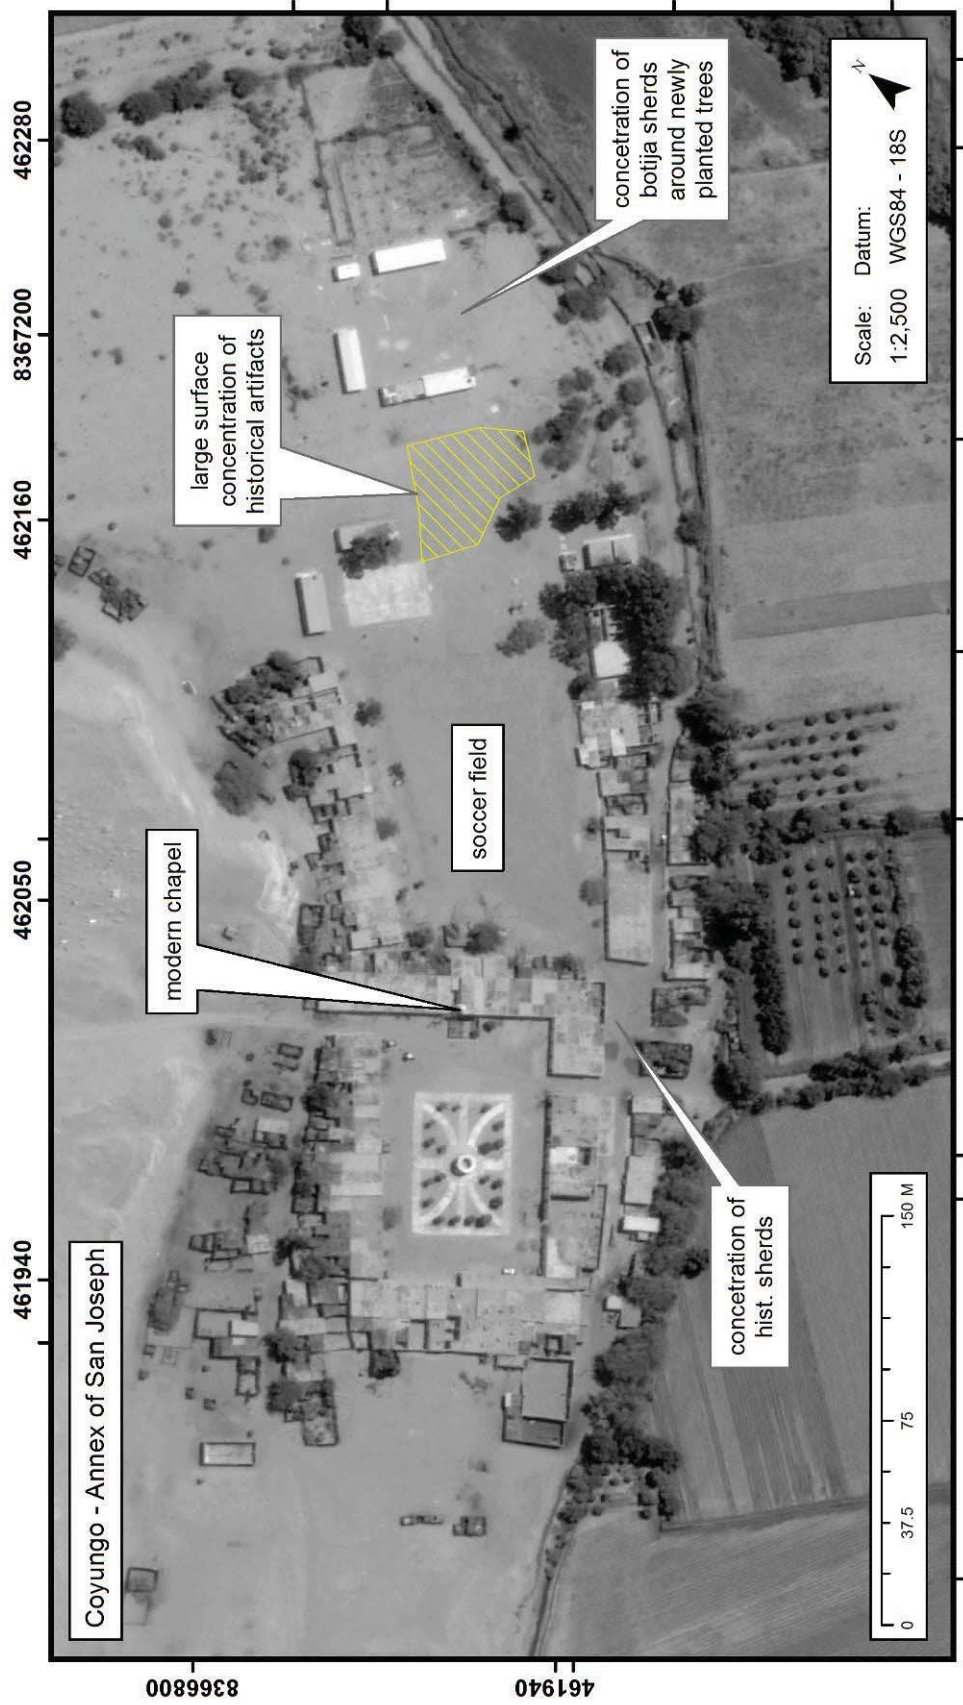 Coyungo - Annex of San Joseph
461940
462050
462160
8367200
462280
8366800
461940
modern chapel
large surface
concentration of
historical artifacts
soccer field
concetration of
botija sherds
around newly
planted trees
concetration of
hist. sherds
0
37.5
75
150 M
Scale: Datum:
1:2,500 WGS84 - 18S
N